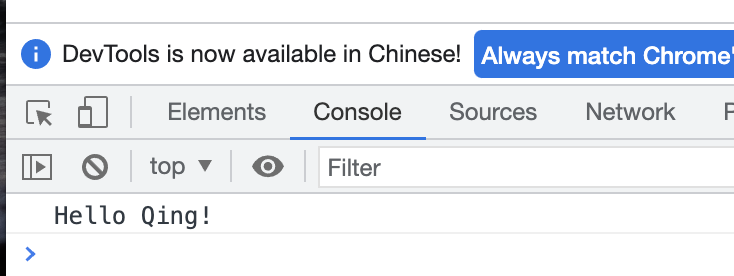 DevTools is now available in Chinese! Always match Chrome'
Elements Console Sources Network
top Filter
Hello Qing!